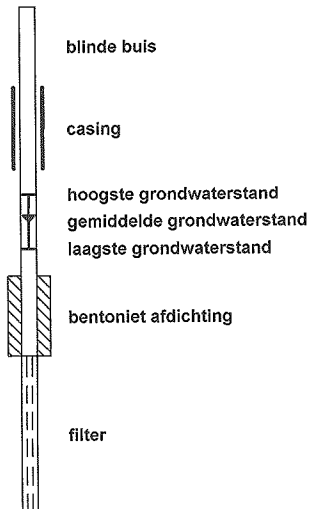 blinde buis
casing
hoogste grondwaterstand
gemiddelde grondwaterstand
laagste grondwaterstand
bentoniet afdichting
filter